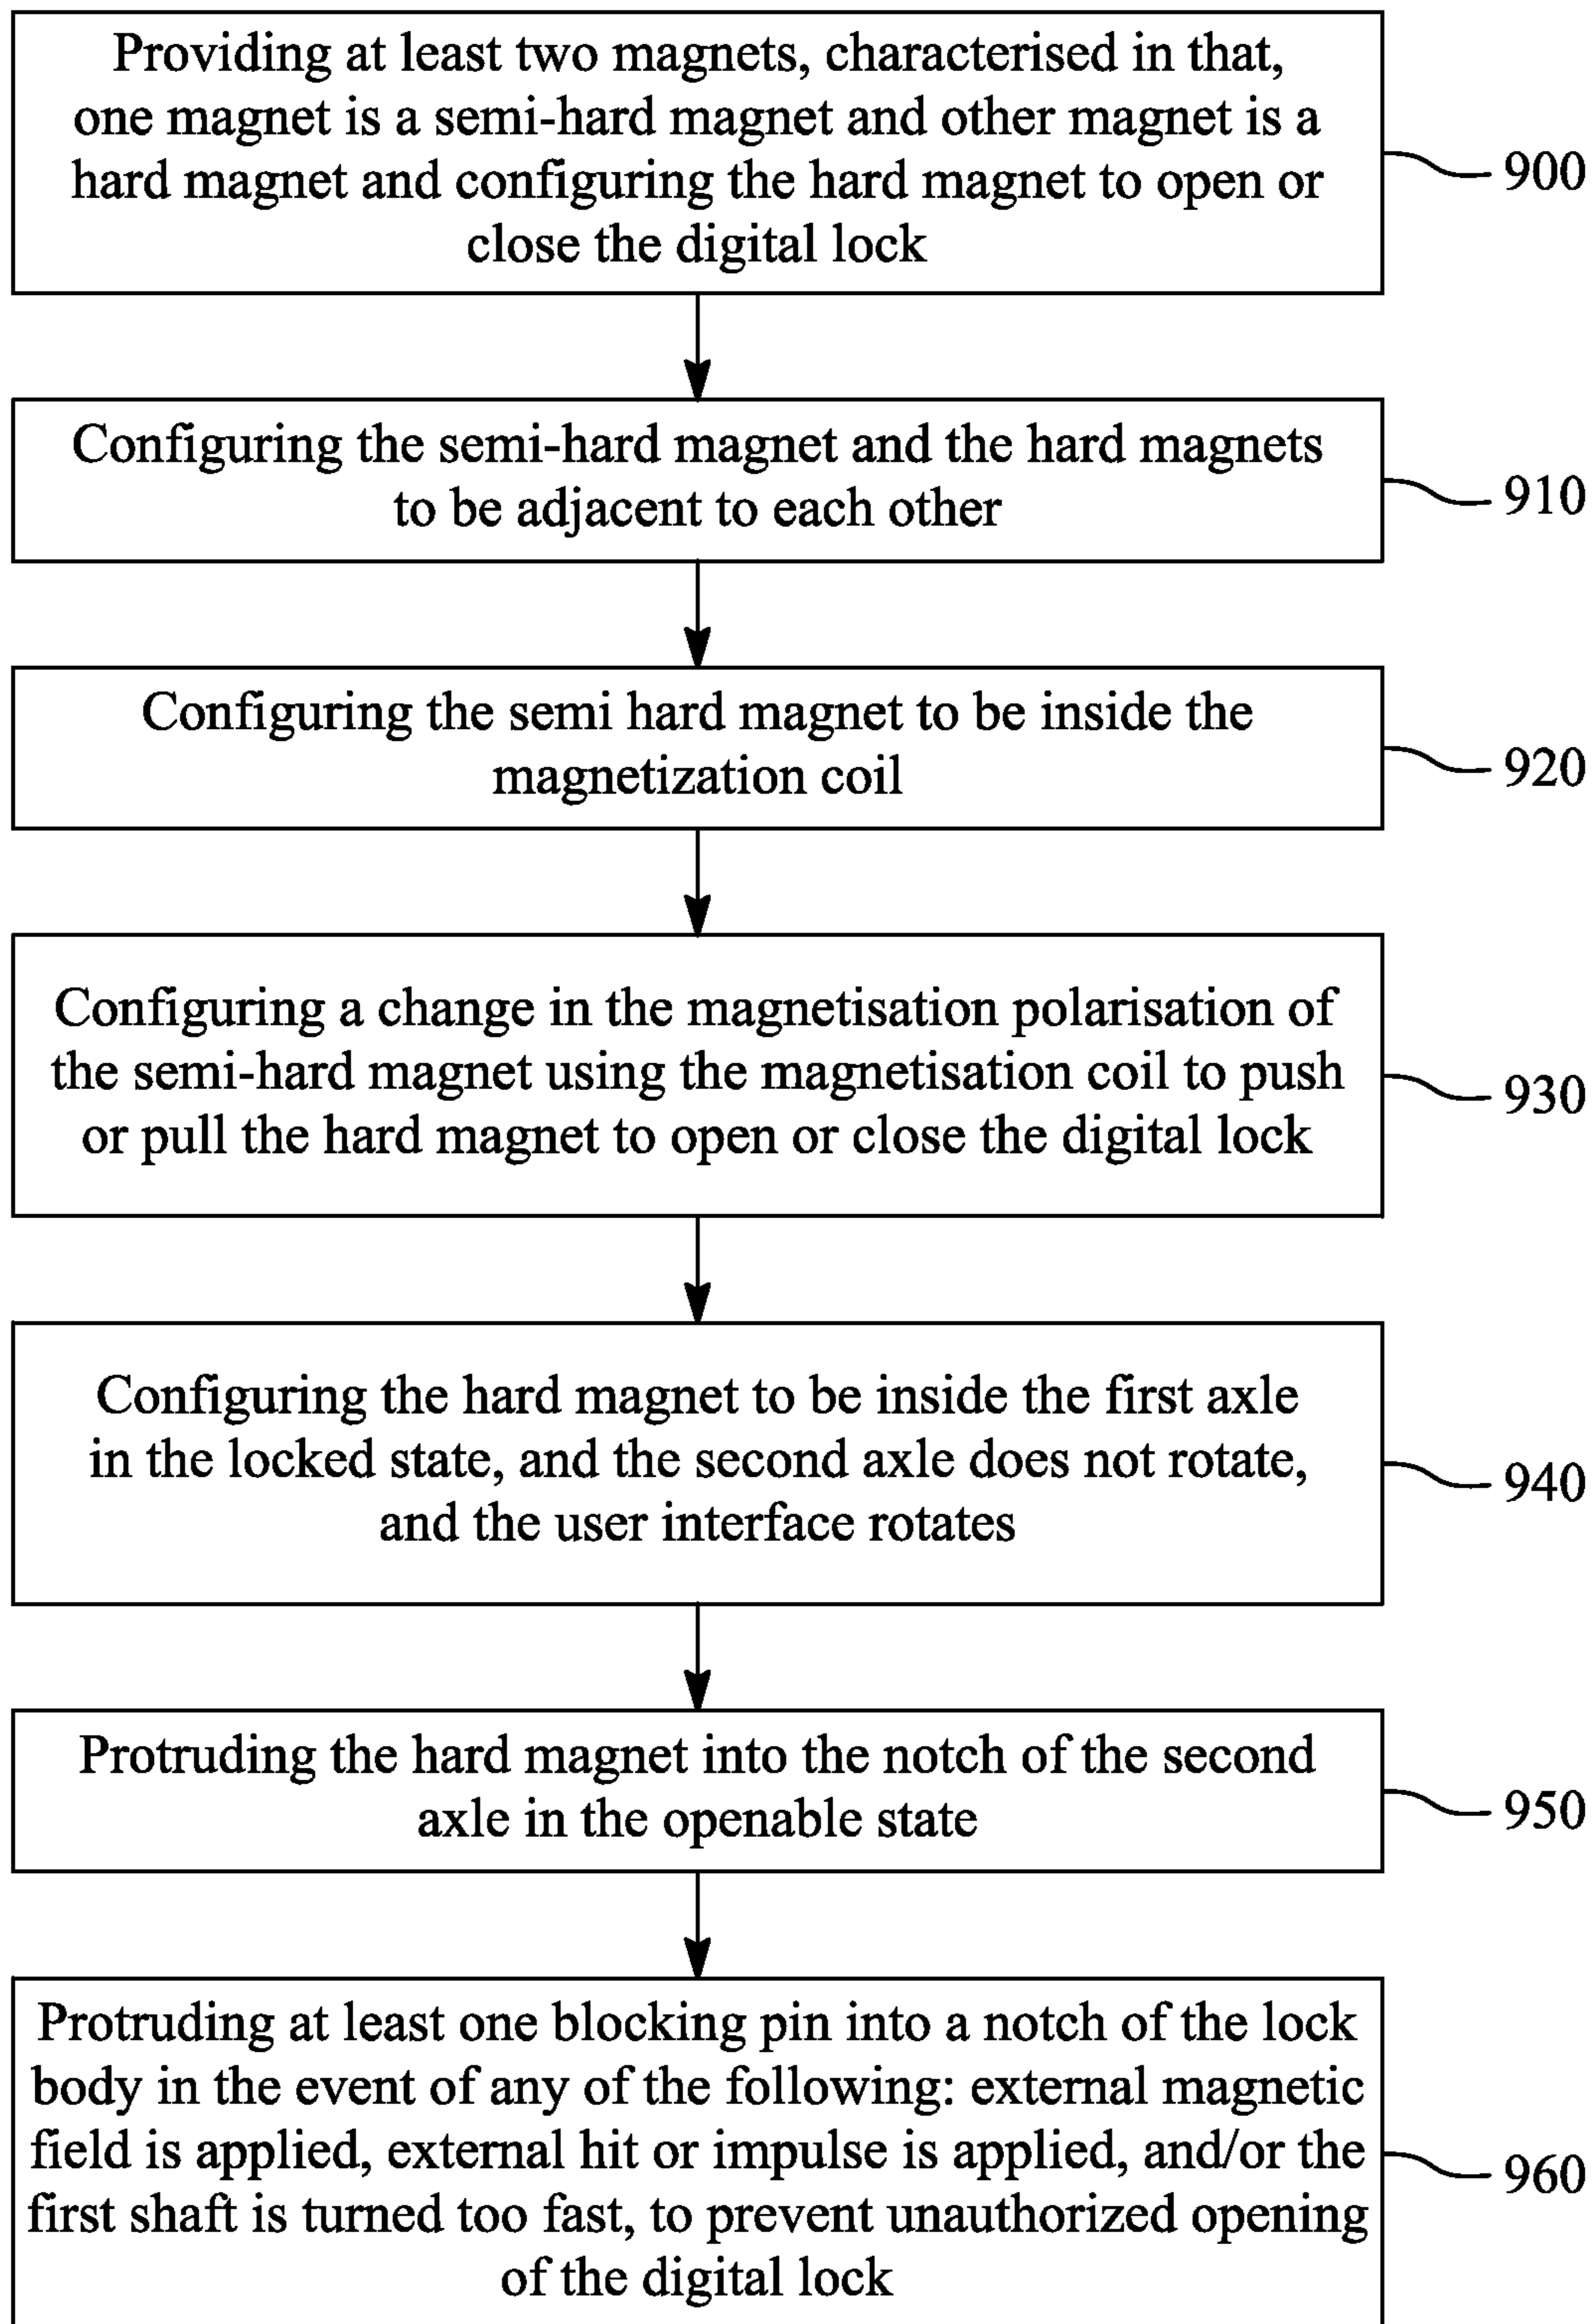 Providing at least two magnets, characterised in that,
one magnet is a semi-hard magnet and other magnet is a
hard magnet and configuring the hard magnet to open or
close the digital lock
900
Configuring the semi-hard magnet and the hard magnets
to be adjacent to each other
910
Configuring the semi hard magnet to be inside the
magnetization coil
920
Configuring a change in the magnetisation polarisation of
the semi-hard magnet using the magnetisation coil to push
or pull the hard magnet to open or close the digital lock
930
Configuring the hard magnet to be inside the first axle
in the locked state, and the second axle does not rotate,
and the user interface rotates
940
Protruding the hard magnet into the notch of the second
axle in the openable state
950
Protruding at least one blocking pin into a notch of the lock
body in the event of any of the following: external magnetic
field is applied, external hit or impulse is applied, and/or the
first shaft is turned too fast, to prevent unauthorized opening
of the digital lock
960